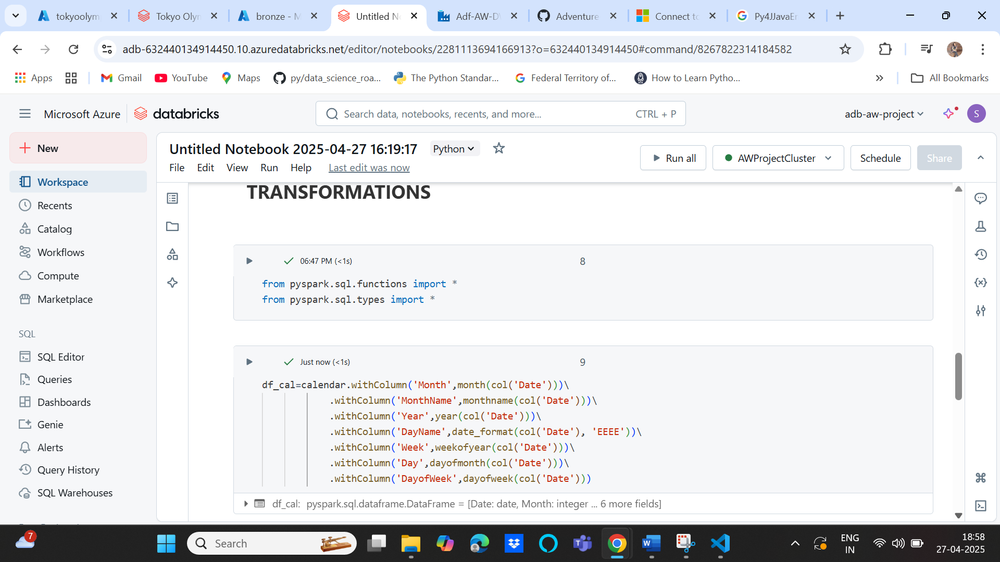 tokyoolym
Tokyo Olyn
bronze - M
Untitled No
Adf-AW-DW
Adventure
Connect to
Py4JJavaEr
adb-632440134914450.10.azuredatabricks.net/editor/notebooks/2281113694166913?o=632440134914450#command/8267822314184582
Apps
Gmail
YouTube
Maps
py/data_science_roa...
The Python Standar...
Federal Territory of...
How to Learn Pytho...
All Bookmarks
Microsoft Azure
databricks
Search data, notebooks, recents, and more...
CTRL + P
adb-aw-project
S
New
Workspace
Recents
Catalog
Workflows
Compute
Marketplace
SQL
SQL Editor
Queries
Dashboards
Genie
Alerts
Query History
SQL Warehouses
Untitled Notebook 2025-04-27 16:19:17
Python
File
Edit
View
Run
Help
Last edit was now
Run all
AWProjectCluster
Schedule
Share
TRANSFORMATIONS
06:47 PM (<1s)
8
from pyspark.sql.functions import *
from pyspark.sql.types import *
Just now (<1s)
9
df_cal=calendar.withColumn('Month',month(col('Date')))\
.withColumn('MonthName',monthname(col('Date')))\
.withColumn('Year',year(col('Date')))\
.withColumn('DayName',date_format(col('Date'), 'EEEE'))\
.withColumn('Week',weekofyear(col('Date')))\
.withColumn('Day',dayofmonth(col('Date')))\
.withColumn('DayofWeek',dayofweek(col('Date')))
df_cal: pyspark.sql.dataframe.DataFrame = [Date: date, Month: integer ... 6 more fields]
7
Search
ENG
IN
18:58
27-04-2025